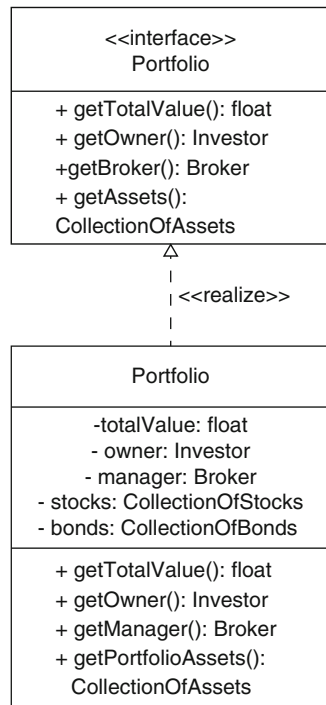 <<interface>>
Portfolio
+ getTotalValue(): float
+ getOwner(): Investor
+getBroker(): Broker
+ getAssets():
CollectionOfAssets
<<realize>>
Portfolio
-totalValue: float
- owner: Investor
- manager: Broker
- stocks: CollectionOfStocks
- bonds: CollectionOfBonds
+ getTotalValue(): float
+ getOwner(): Investor
+ getManager(): Broker
+ getPortfolioAssets():
CollectionOfAssets